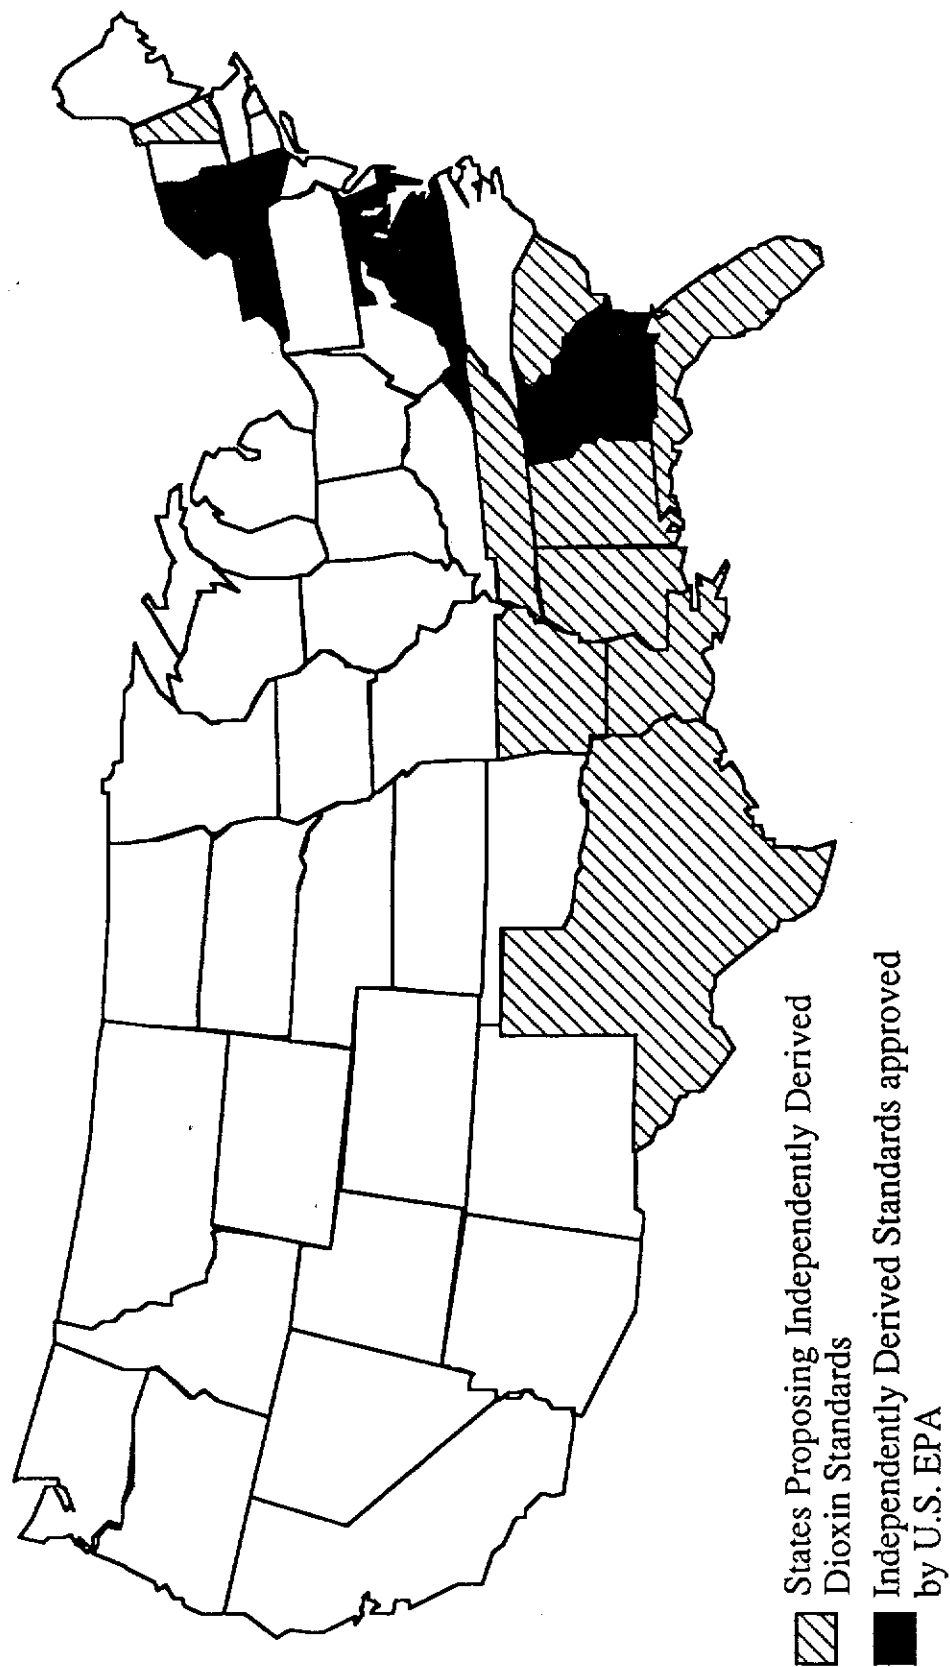 States Proposing Independently Derived
Dioxin Standards
Independently Derived Standards approved
by U.S. EPA